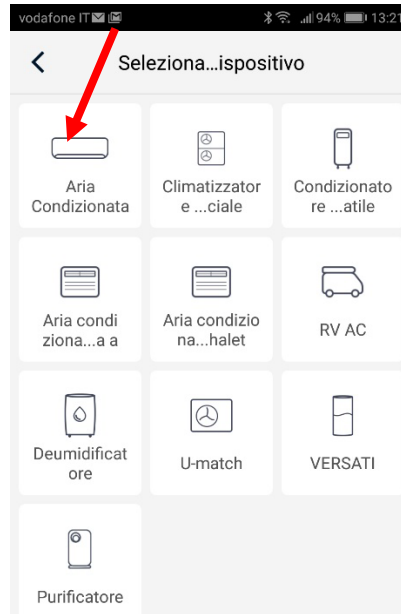 vodafone IT 94% 13:21
Seleziona...ispositivo
Aria
Condizionata
Climatizzator
e ...ciale
Condizionato
re ...atile
Aria condi
ziona...a a
Aria condizio
na...halet
RV AC
Deumidificat
ore
U-match
VERSATI
Purificatore